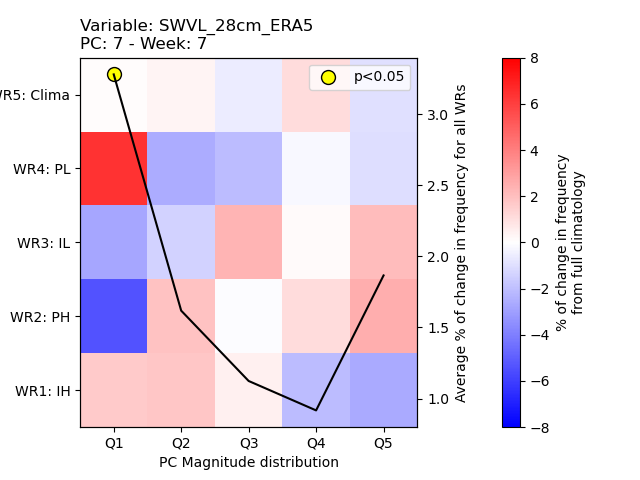 Variable: SWVL_28cm_ERA5
PC: 7 - Week: 7
p<0.05
R5: Clima
WR4: PL
WR3: IL
WR2: PH
WR1: IH
Q1 Q2 Q3 Q4 Q5
PC Magnitude distribution
3.0
2.5
2.0
1.5
1.0
Average % of change in frequency for all WRs
8
6
4
2
0
−2
−4
−6
−8
% of change in frequency
from full climatology